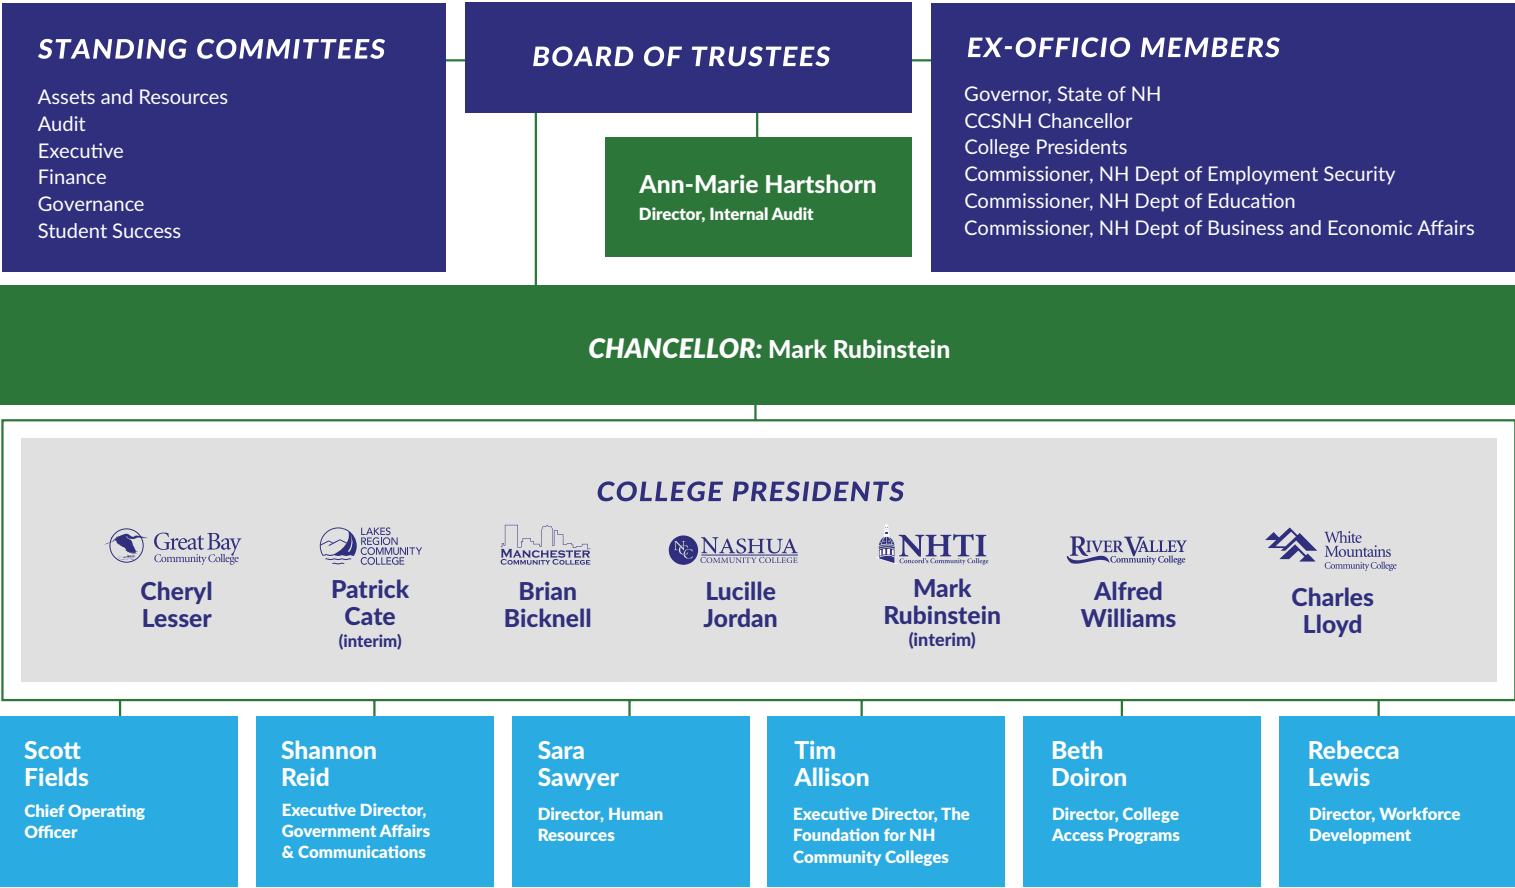 STANDING COMMITTEES
Assets and Resources
Audit
Executive
Finance
Governance
Student Success
BOARD OF TRUSTEES
Ann-Marie Hartshorn
Director, Internal Audit
EX-OFFICIO MEMBERS
Governor, State of NH
CCSNH Chancellor
College Presidents
Commissioner, NH Dept of Employment Security
Commissioner, NH Dept of Education
Commissioner, NH Dept of Business and Economic Affairs
CHANCELLOR: Mark Rubinstein
COLLEGE PRESIDENTS
Great Bay
Community College
Cheryl
Lesser
LAKES
REGION
COMMUNITY
COLLEGE
Patrick
Cate
(interim)
MANCHESTER
COMMUNITY COLLEGE
Brian
Bicknell
NCC
NASHUA
COMMUNITY COLLEGE
Lucille
Jordan
NHTI
Concord's Community College
Mark
Rubinstein
(interim)
RIVER VALLEY
Community College
Alfred
Williams
White
Mountains
Community College
Charles
Lloyd
Scott
Fields
Chief Operating
Officer
Shannon
Reid
Executive Director,
Government Affairs
& Communications
Sara
Sawyer
Director, Human
Resources
Tim
Allison
Executive Director, The
Foundation for NH
Community Colleges
Beth
Doiron
Director, College
Access Programs
Rebecca
Lewis
Director, Workforce
Development